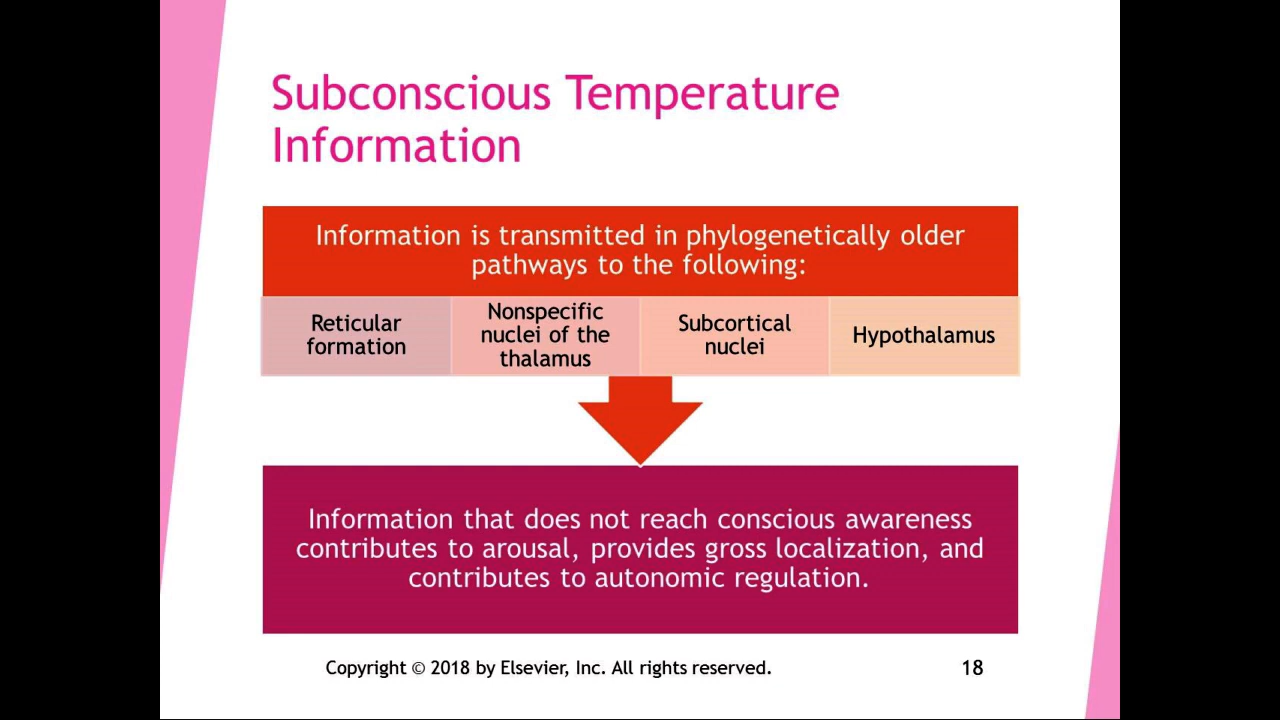 Subconscious Temperature
Information
Information is transmitted in phylogenetically older
pathways to the following:
Reticular
formation
Nonspecific
nuclei of the
thalamus
Subcortical
nuclei
Hypothalamus
Information that does not reach conscious awareness
contributes to arousal, provides gross localization, and
contributes to autonomic regulation.
Copyright © 2018 by Elsevier, Inc. All rights reserved.
18